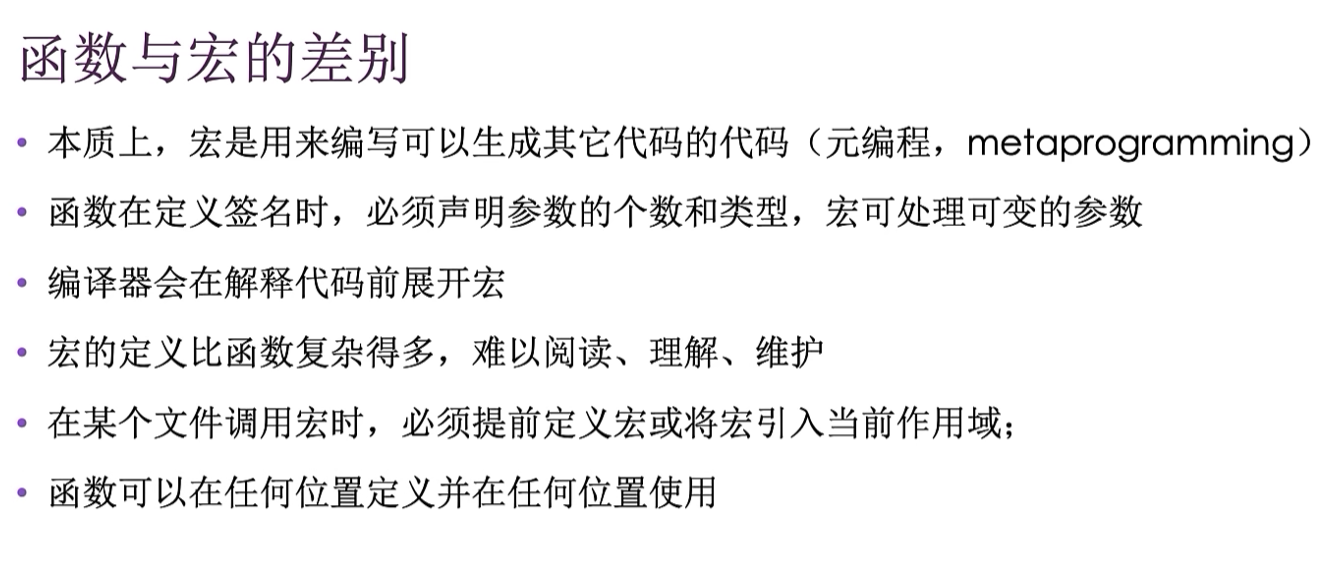 函数与宏的差别
• 本质上，宏是用来编写可以生成其它代码的代码（元编程，metaprogramming）
• 函数在定义签名时，必须声明参数的个数和类型，宏可处理可变的参数
• 编译器会在解释代码前展开宏
• 宏的定义比函数复杂得多，难以阅读、理解、维护
• 在某个文件调用宏时，必须提前定义宏或将宏引入当前作用域；
• 函数可以在任何位置定义并在任何位置使用